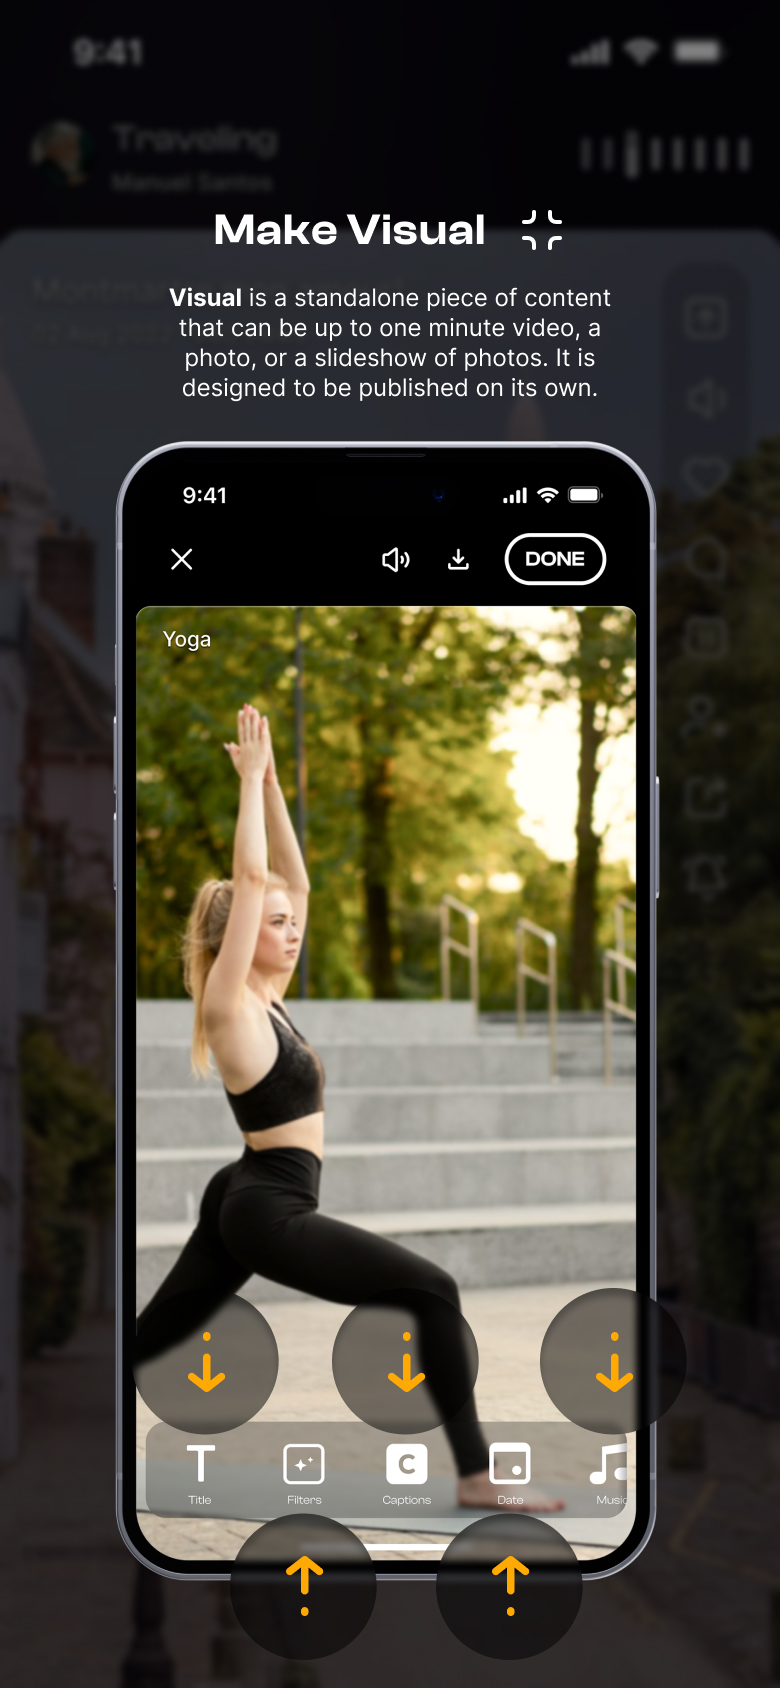 9:41
Traveling
Manuel Santos
Make Visual
Visual is a standalone piece of content
that can be up to one minute video, a
photo, or a slideshow of photos. It is
designed to be published on its own.
9:41
DONE
Yoga
Title
Filters
Captions
Date
Music